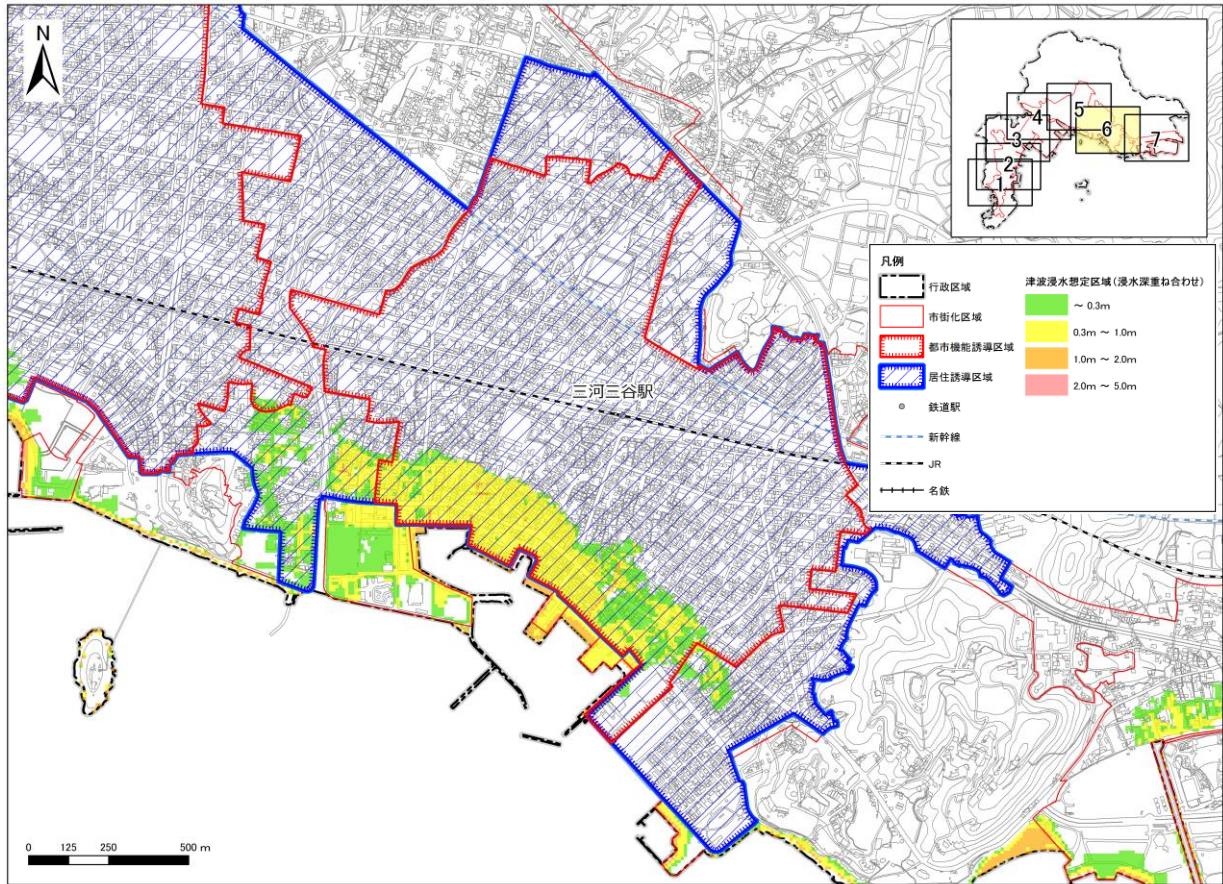 N
5
4
6
3
7
2
1
三河三谷駅
凡例
行政区域
市街化区域
都市機能誘導区域
居住誘導区域
鉄道駅
新幹線
JR
名鉄
津波浸水想定区域(浸水深重ね合わせ)
~ 0.3m
0.3m ~ 1.0m
1.0m ~ 2.0m
2.0m ~ 5.0m
0 125 250 500 m